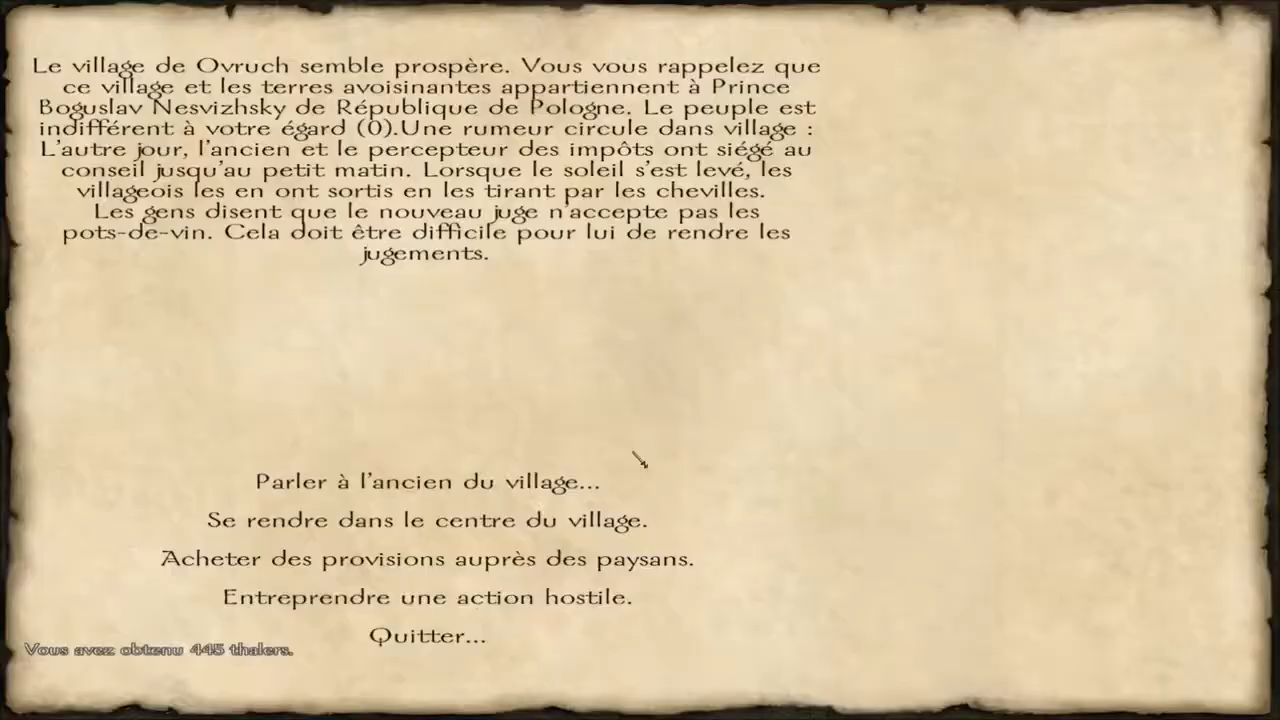 Le village de Ovruch semble prospère. Vous vous rappelez que
ce village et les terres avoisinantes appartiennent à Prince
Boguslav Nesvizhsky de République de Pologne. Le peuple est
indifférent à votre égard (0).Une rumeur circule dans village :
L'autre jour, l'ancien et le percepteur des impôts ont siégé au
conseil jusqu'au petit matin. Lorsque le soleil s'est levé, les
villageois les en ont sortis en les tirant par les chevilles.
Les gens disent que le nouveau juge n'accepte pas les
pots-de-vin. Cela doit être difficile pour lui de rendre les
jugements.
Parler à l'ancien du village...
Se rendre dans le centre du village.
Acheter des provisions auprès des paysans.
Entreprendre une action hostile.
Quitter...
Vous avez obtenu 445 thalers.